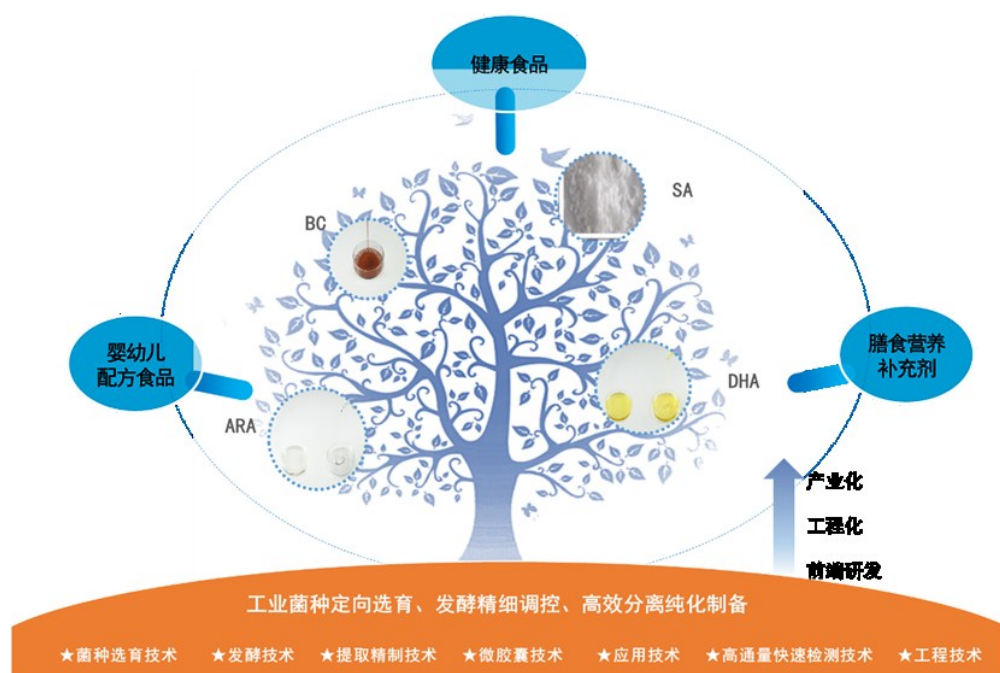 健康食品
SA
BC
婴幼儿
配方食品
膳食营养
补充剂
DHA
ARA
产业化
工程化
前端研发
工业菌种定向选育、发酵精细调控、高效分离纯化制备
★菌种选育技术 ★发酵技术 ★提取精制技术 ★微胶囊技术 ★应用技术 ★高通量快速检测技术 ★工程技术